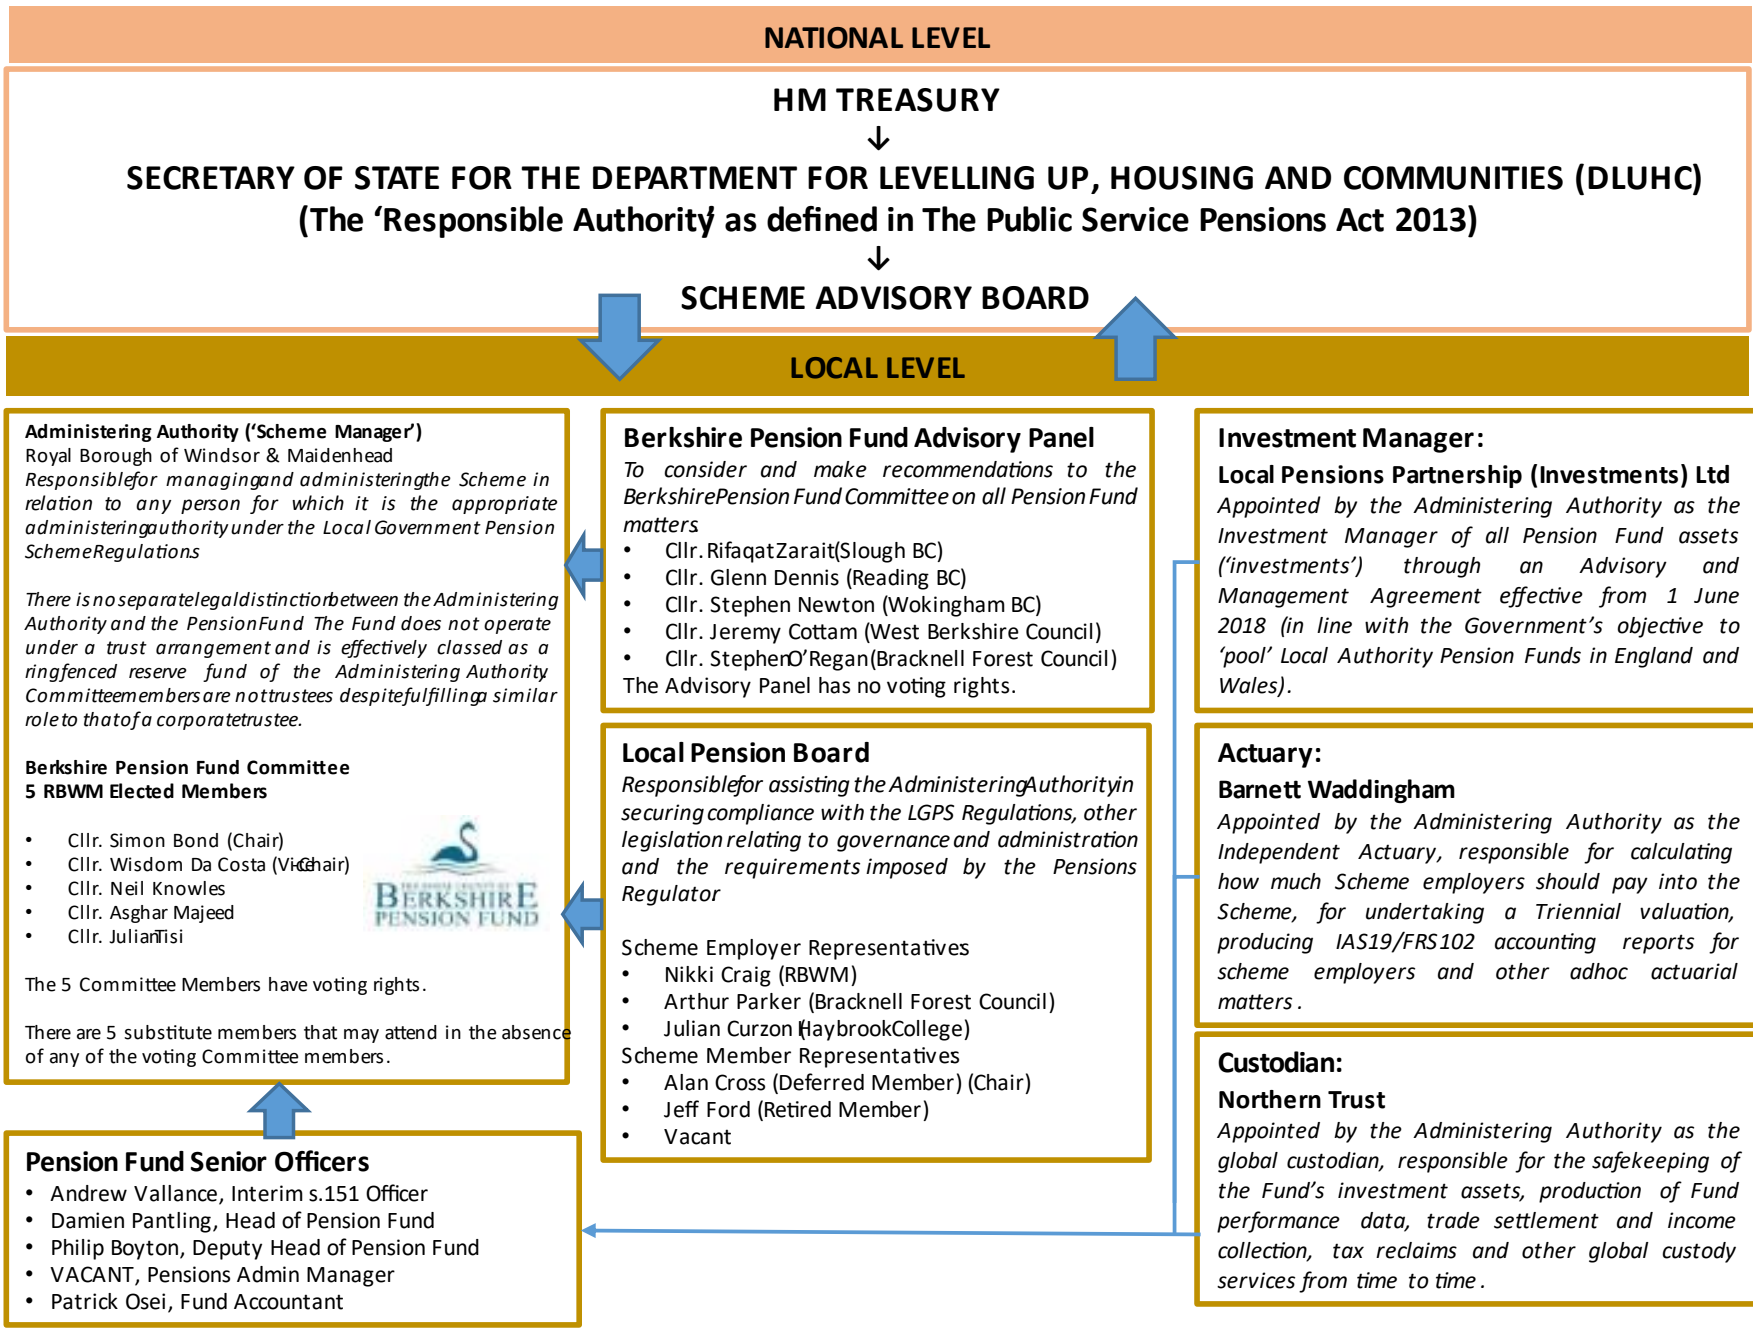 NATIONAL LEVEL
HM TREASURY
↓
SECRETARY OF STATE FOR THE DEPARTMENT FOR LEVELLING UP, HOUSING AND COMMUNITIES (DLUHC)
(The ‘Responsible Authority’ as defined in The Public Service Pensions Act 2013)
↓
SCHEME ADVISORY BOARD
LOCAL LEVEL
Administering Authority (‘Scheme Manager’)
Royal Borough of Windsor & Maidenhead
Responsible for managing and administering the Scheme in
relation to any person for which it is the appropriate
administering authority under the Local Government Pension
Scheme Regulations
There is no separate legal distinction between the Administering
Authority and the Pension Fund. The Fund does not operate
under a trust arrangement and is effectively classed as a
ringfenced reserve fund of the Administering Authority.
Committee members are not trustees despite fulfilling a similar
role to that of a corporate trustee.
Berkshire Pension Fund Committee
5 RBWM Elected Members
• Cllr. Simon Bond (Chair)
• Cllr. Wisdom Da Costa (Vice-Chair)
• Cllr. Neil Knowles
• Cllr. Asghar Majeed
• Cllr. Julian Tisi
BERKSHIRE
PENSION FUND
The 5 Committee Members have voting rights.
There are 5 substitute members that may attend in the absence
of any of the voting Committee members.
Pension Fund Senior Officers
• Andrew Vallance, Interim s.151 Officer
• Damien Pantling, Head of Pension Fund
• Philip Boyton, Deputy Head of Pension Fund
• VACANT, Pensions Admin Manager
• Patrick Osei, Fund Accountant
Berkshire Pension Fund Advisory Panel
To consider and make recommendations to the
Berkshire Pension Fund Committee on all Pension Fund
matters.
• Cllr. Rifaqat Zarait (Slough BC)
• Cllr. Glenn Dennis (Reading BC)
• Cllr. Stephen Newton (Wokingham BC)
• Cllr. Jeremy Cottam (West Berkshire Council)
• Cllr. Stephen O’Regan (Bracknell Forest Council)
The Advisory Panel has no voting rights.
Local Pension Board
Responsible for assisting the Administering Authority in
securing compliance with the LGPS Regulations, other
legislation relating to governance and administration
and the requirements imposed by the Pensions
Regulator
Scheme Employer Representatives
• Nikki Craig (RBWM)
• Arthur Parker (Bracknell Forest Council)
• Julian Curzon (Haybrook College)
Scheme Member Representatives
• Alan Cross (Deferred Member) (Chair)
• Jeff Ford (Retired Member)
• Vacant
Investment Manager:
Local Pensions Partnership (Investments) Ltd
Appointed by the Administering Authority as the
Investment Manager of all Pension Fund assets
(‘investments’) through an Advisory and
Management Agreement effective from 1 June
2018 (in line with the Government’s objective to
‘pool’ Local Authority Pension Funds in England and
Wales).
Actuary:
Barnett Waddingham
Appointed by the Administering Authority as the
Independent Actuary, responsible for calculating
how much Scheme employers should pay into the
Scheme, for undertaking a Triennial valuation,
producing IAS19/FRS102 accounting reports for
scheme employers and other adhoc actuarial
matters.
Custodian:
Northern Trust
Appointed by the Administering Authority as the
global custodian, responsible for the safekeeping of
the Fund’s investment assets, production of Fund
performance data, trade settlement and income
collection, tax reclaims and other global custody
services from time to time.